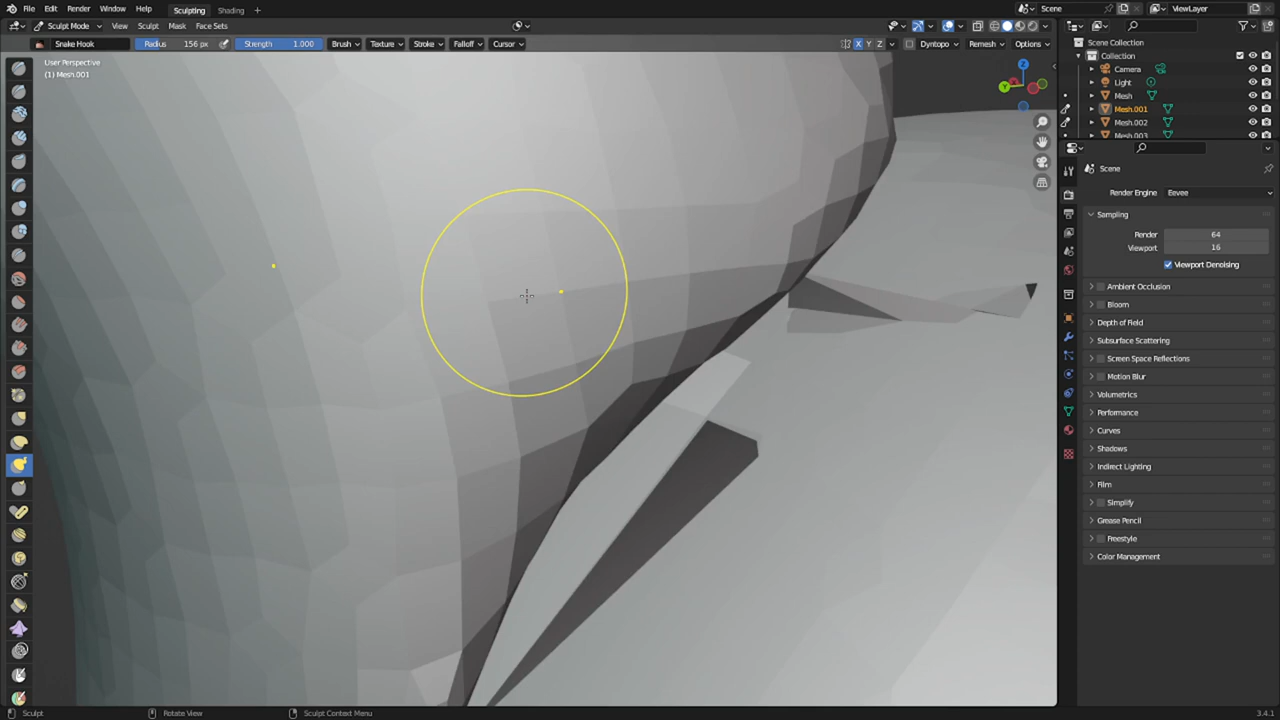 File Edit Render Window Help Sculpting Shading + Scene ViewLayer
Sculpt Mode View Sculpt Mask Face Sets
Snake Hook Radius 156 px Strength 1.000 Brush Texture Stroke Falloff Cursor X Y Z Dyntopo Remesh Options
User Perspective
(1) Mesh.001
Z
Y
Scene Collection
Collection
Camera
Light
Mesh
Mesh.001
Mesh.002
Mesh.003
Scene
Render Engine Eevee
Sampling
Render 64
Viewport 16
Viewport Denoising
Ambient Occlusion
Bloom
Depth of Field
Subsurface Scattering
Screen Space Reflections
Motion Blur
Volumetrics
Performance
Curves
Shadows
Indirect Lighting
Film
Simplify
Grease Pencil
Freestyle
Color Management
Sculpt Rotate View Sculpt Context Menu 3.4.1